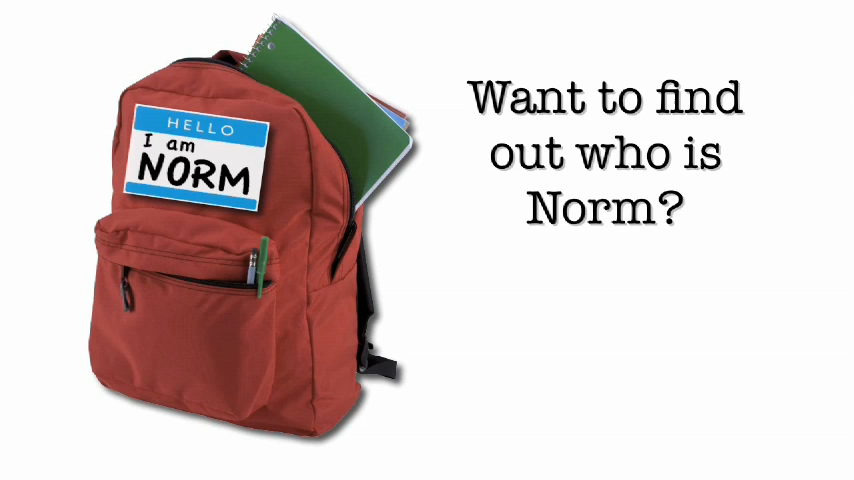 HELLO
I am
NORM
Want to find
out who is
Norm?